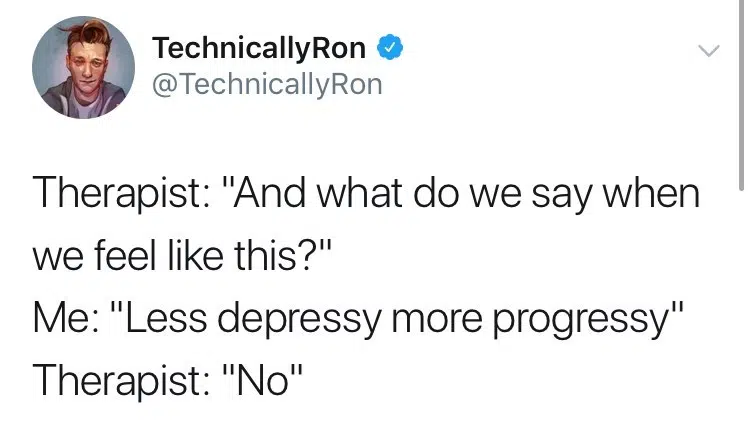 TechnicallyRon
@TechnicallyRon
Therapist: "And what do we say when
we feel like this?"
Me: "Less depressy more progressy"
Therapist: "No"